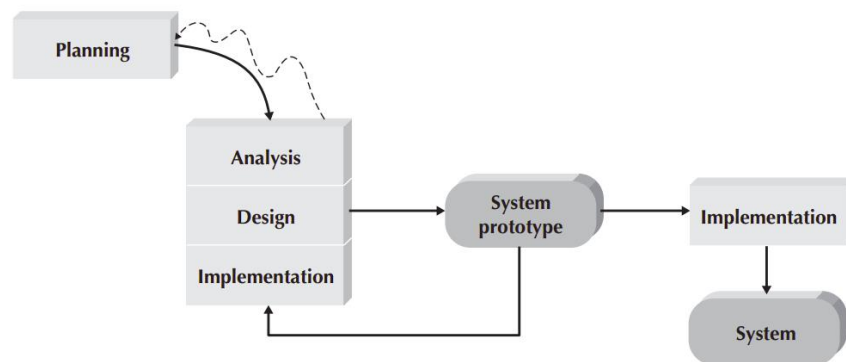 Planning
Analysis
Design
Implementation
System
prototype
Implementation
System